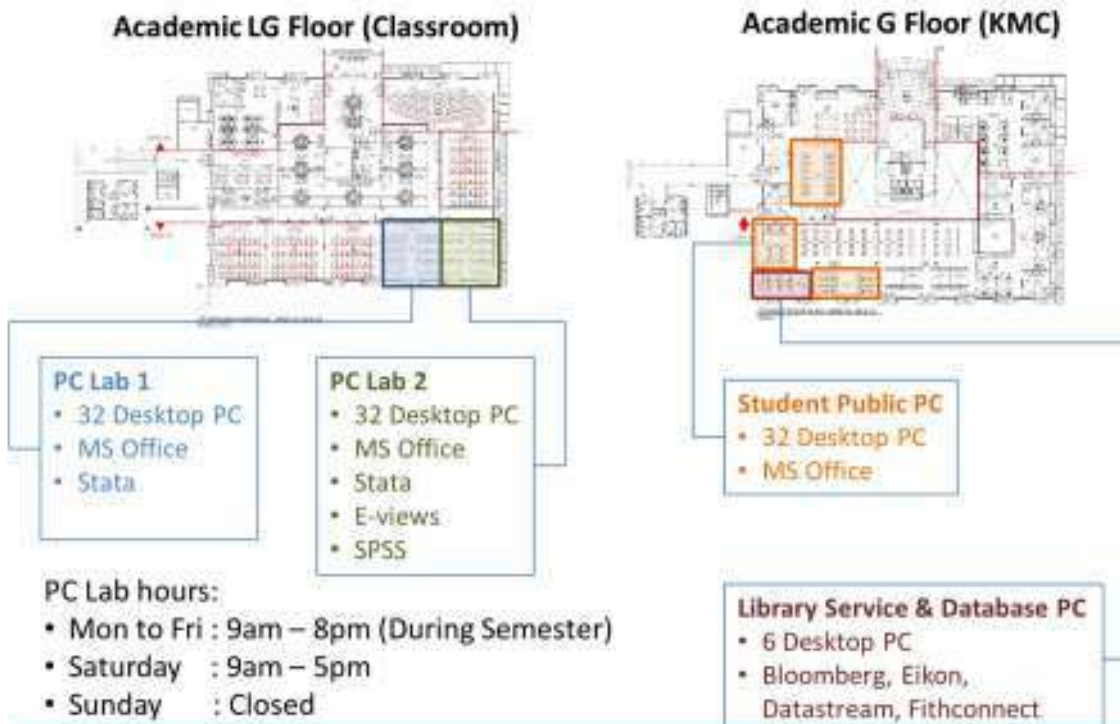 Academic LG Floor (Classroom)
Academic G Floor (KMC)
PC Lab 1
• 32 Desktop PC
• MS Office
• Stata
PC Lab 2
• 32 Desktop PC
• MS Office
• Stata
• E-views
• SPSS
Student Public PC
• 32 Desktop PC
• MS Office
PC Lab hours:
• Mon to Fri : 9am – 8pm (During Semester)
• Saturday : 9am – 5pm
• Sunday : Closed
Library Service & Database PC
• 6 Desktop PC
• Bloomberg, Eikon,
Datastream, Fithconnect